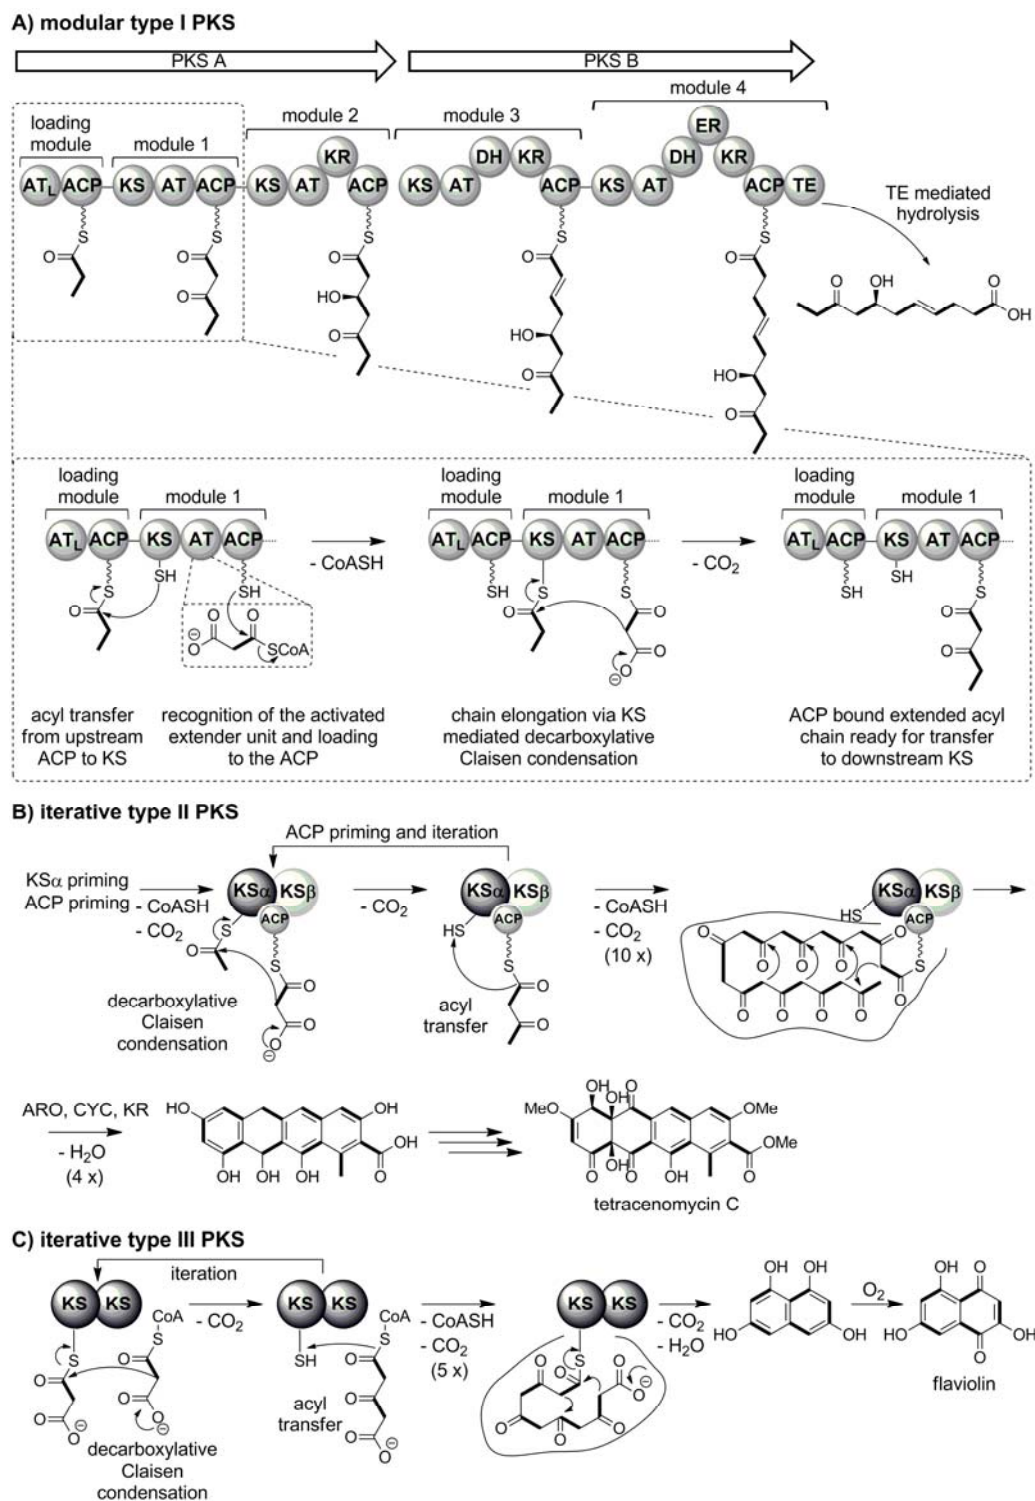 A) modular type I PKS
PKS A
PKS B
loading
module
module 1
module 2
module 3
module 4
AT_L ACP KS AT ACP KS AT KR ACP KS AT DH KR ACP KS AT DH ER KR ACP TE
S
O
S
O
O
S
O
HO
O
S
O
HO
O
S
O
HO
O
TE mediated
hydrolysis
O OH O
OH
loading
module
module 1
AT_L ACP KS AT ACP
S
O
SH
SH
O O
⊖O SCoA
- CoASH
loading
module
module 1
AT_L ACP KS AT ACP
SH
S
O
S
O
O
O
⊖
- CO2
loading
module
module 1
AT_L ACP KS AT ACP
SH
SH
S
O
O
acyl transfer
from upstream
ACP to KS
recognition of the activated
extender unit and loading
to the ACP
chain elongation via KS
mediated decarboxylative
Claisen condensation
ACP bound extended acyl
chain ready for transfer
to downstream KS
B) iterative type II PKS
ACP priming and iteration
KSα priming
ACP priming
- CoASH
- CO2
KSα KSβ
ACP
S
O
S
O
O
O
⊖
decarboxylative
Claisen
condensation
- CO2
KSα KSβ
ACP
HS
S
O
O
acyl
transfer
- CoASH
- CO2
(10 x)
KSα KSβ
HS
ACP
S
O O
O O O O
O O O O
ARO, CYC, KR
- H2O
(4 x)
HO OH
OH
OH OH OH O
OH
MeO OH O OMe
OMe
O OH O OH O
tetracenomycin C
C) iterative type III PKS
iteration
KS KS
CoA
S
S
O
O
O
O
O
O⊖
O⊖
decarboxylative
Claisen
condensation
- CO2
KS KS
CoA
SH
S
O
O
O
O⊖
acyl
transfer
- CoASH
- CO2
(5 x)
KS KS
S
O
O
O
O⊖
O
O
O
- CO2
- H2O
OH OH
HO OH
O2
OH O
HO OH
O
flaviolin